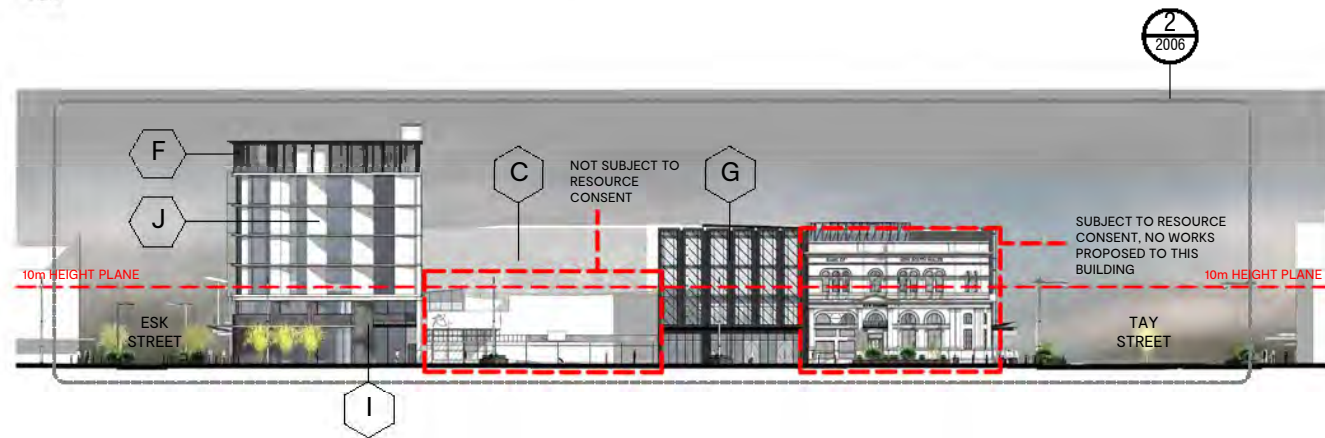 2
2006
F
C
NOT SUBJECT TO
RESOURCE
CONSENT
G
J
SUBJECT TO RESOURCE
CONSENT, NO WORKS
PROPOSED TO THIS
BUILDING
10m HEIGHT PLANE
10m HEIGHT PLANE
ESK
STREET
TAY
STREET
I